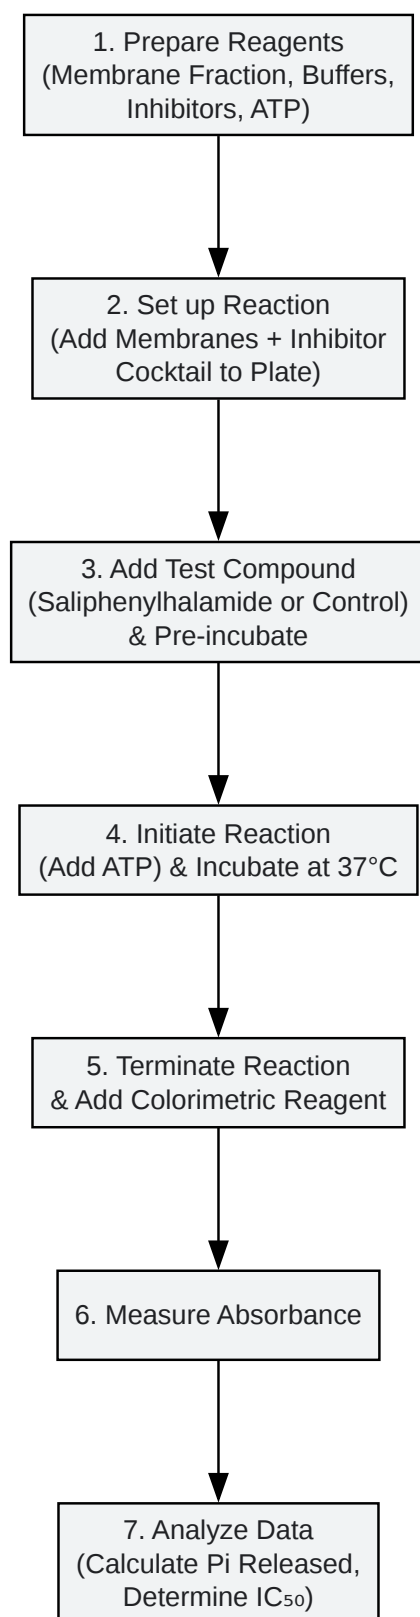 1. Prepare Reagents
(Membrane Fraction, Buffers,
Inhibitors, ATP)
2. Set up Reaction
(Add Membranes + Inhibitor
Cocktail to Plate)
3. Add Test Compound
(Saliphenylhalamide or Control)
& Pre-incubate
4. Initiate Reaction
(Add ATP) & Incubate at 37°C
5. Terminate Reaction
& Add Colorimetric Reagent
6. Measure Absorbance
7. Analyze Data
(Calculate Pi Released,
Determine IC₅₀)